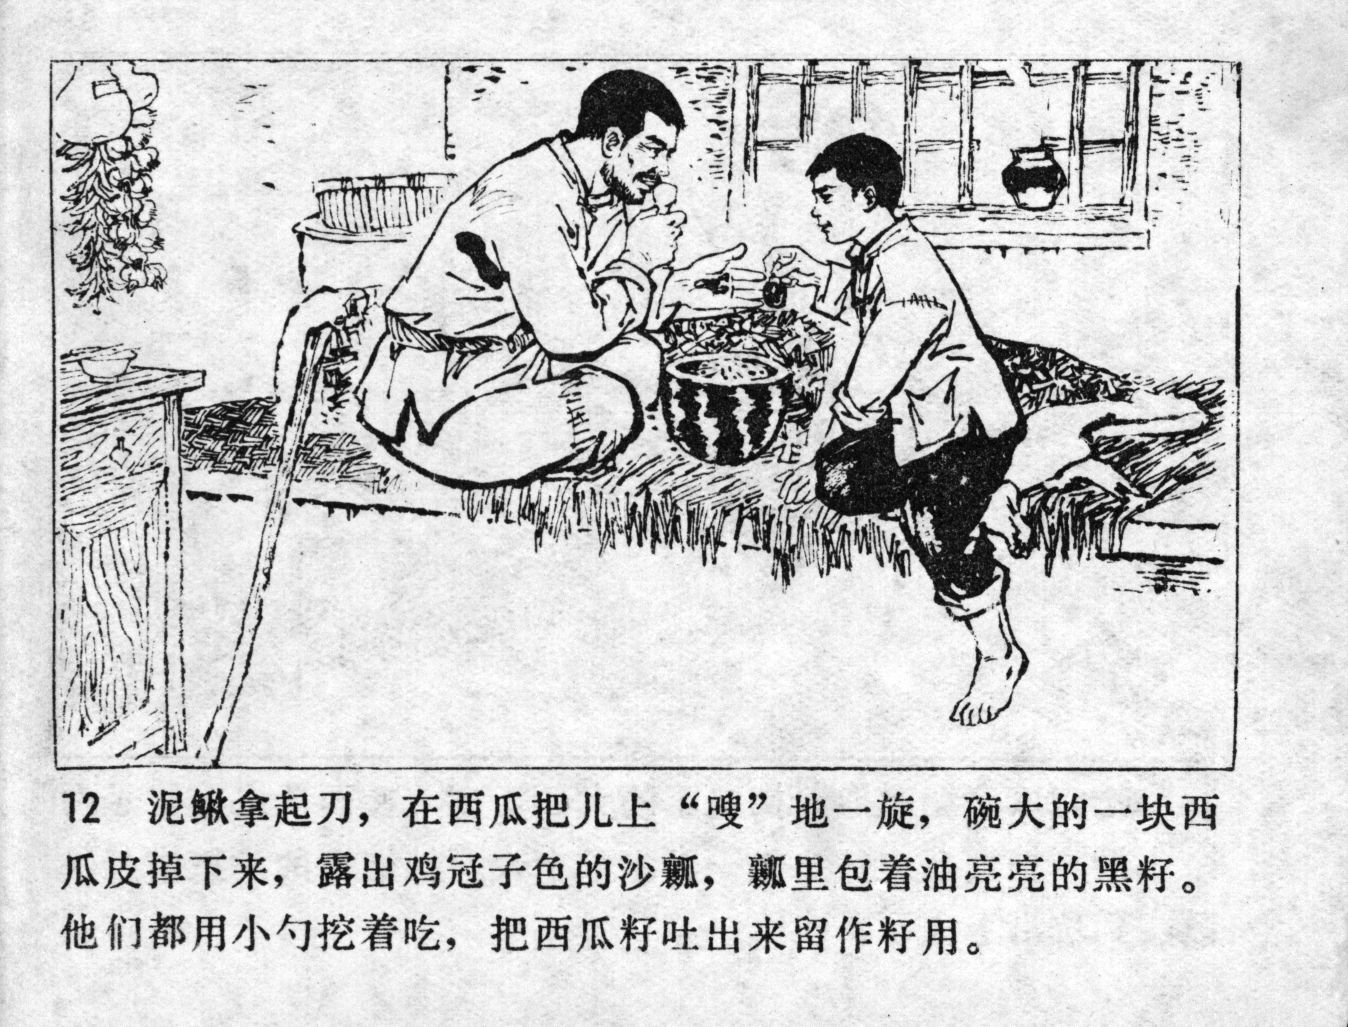 12 泥鳅拿起刀，在西瓜把儿上“嗖”地一旋，碗大的一块西
瓜皮掉下来，露出鸡冠子色的沙瓤，瓤里包着油亮亮的黑籽。
他们都用小勺挖着吃，把西瓜籽吐出来留作籽用。